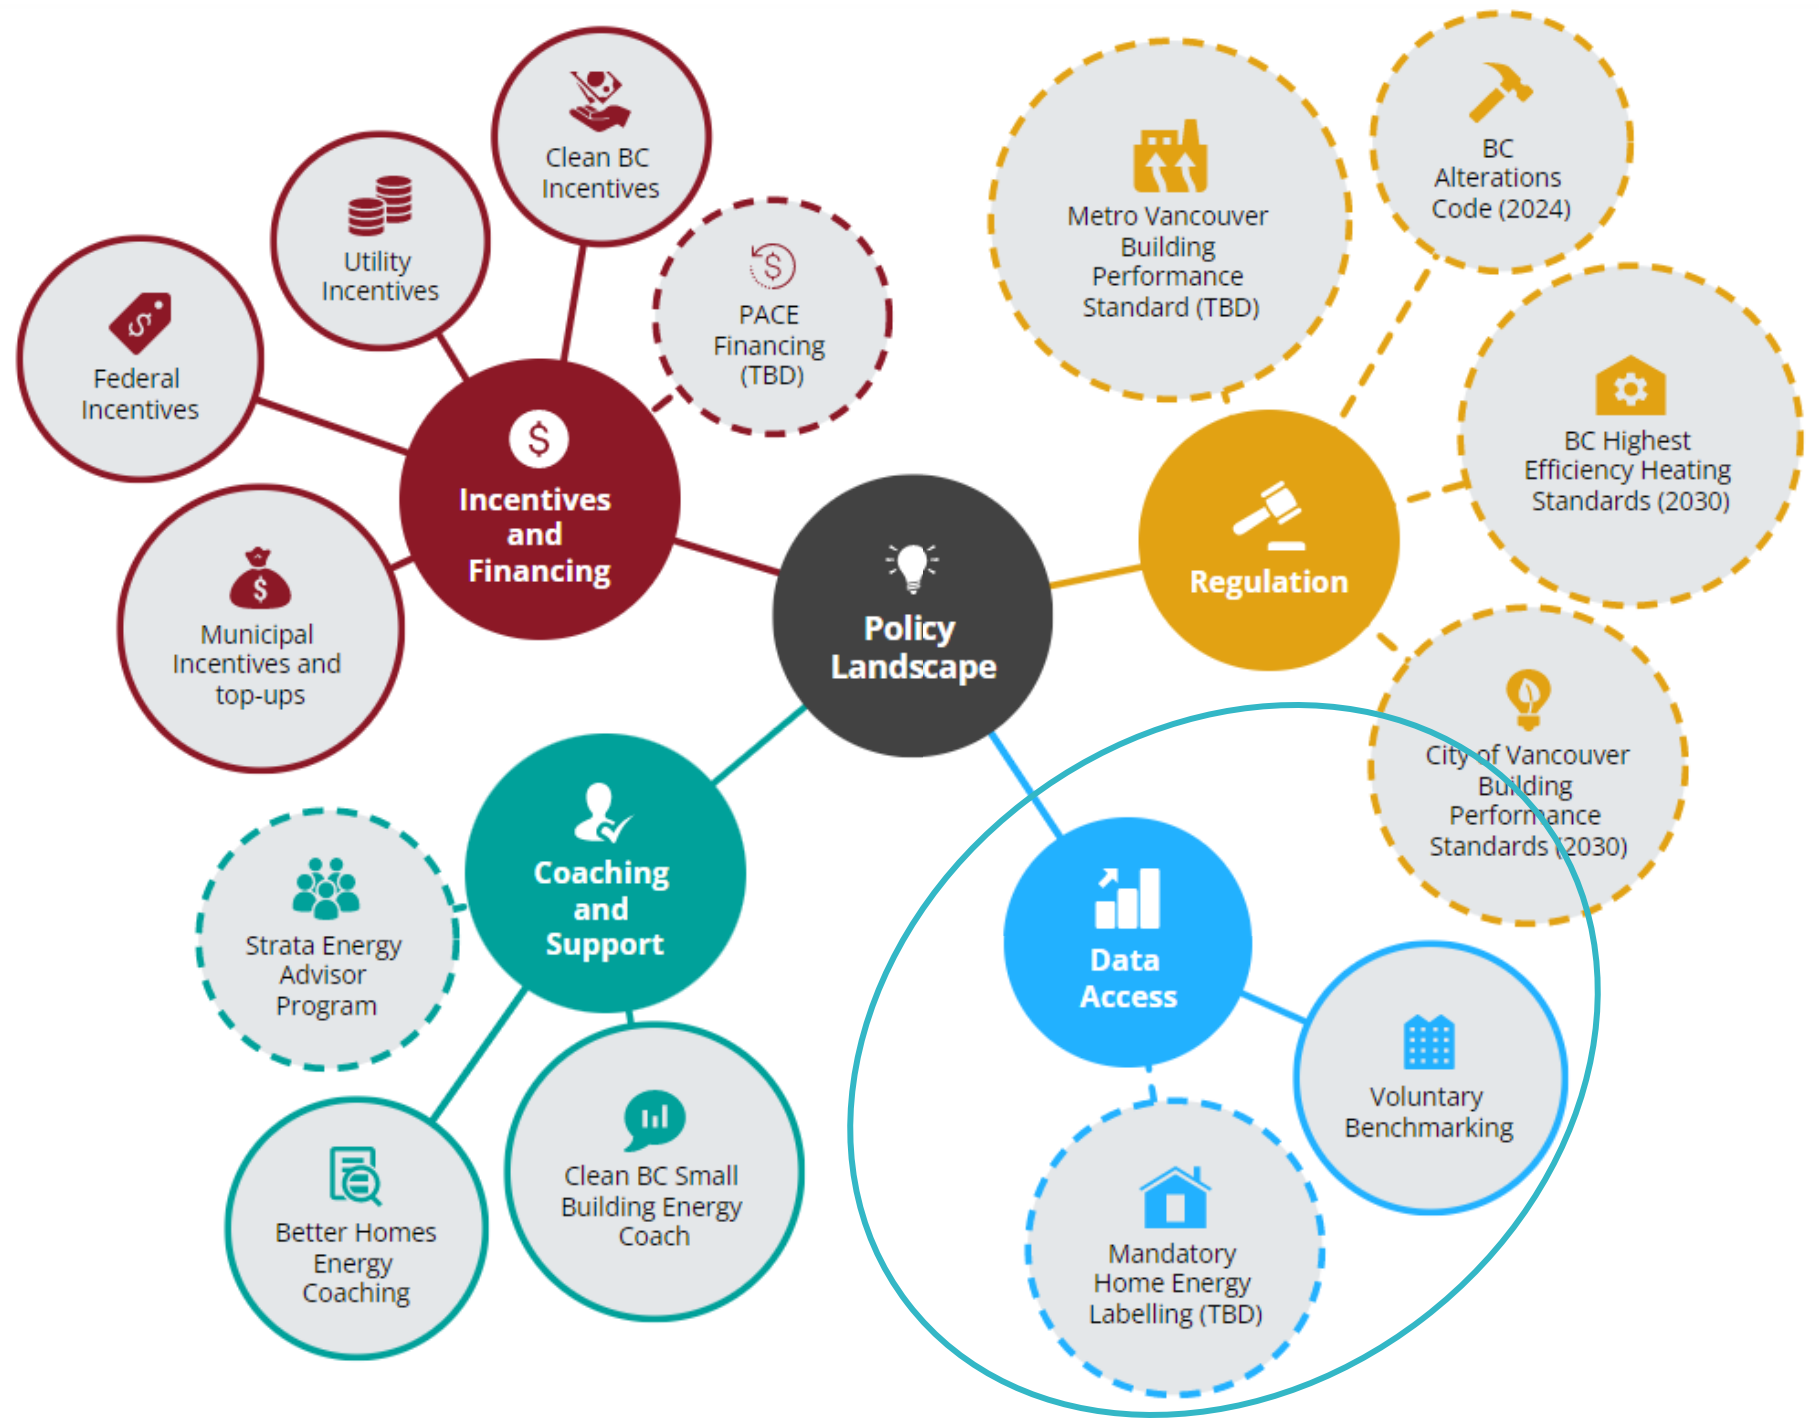 Clean BC
Incentives
Utility
Incentives
Federal
Incentives
PACE
Financing
(TBD)
Municipal
Incentives and
top-ups
$
Incentives
and
Financing
Policy
Landscape
Metro Vancouver
Building
Performance
Standard (TBD)
BC
Alterations
Code (2024)
BC Highest
Efficiency Heating
Standards (2030)
Regulation
City of Vancouver
Building
Performance
Standards (2030)
Coaching
and
Support
Strata Energy
Advisor
Program
Better Homes
Energy
Coaching
Clean BC Small
Building Energy
Coach
Data
Access
Voluntary
Benchmarking
Mandatory
Home Energy
Labelling (TBD)